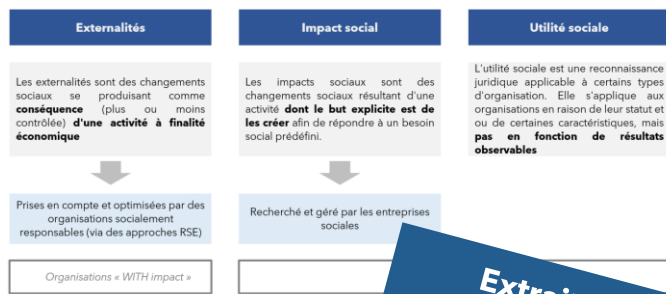 Externalités
Les externalités sont des changements
sociaux se produisant comme
conséquence (plus ou moins
contrôlée) d'une activité à finalité
économique
Prises en compte et optimisées par des
organisations socialement
responsables (via des approches RSE)
Organisations « WITH impact »
Impact social
Les impacts sociaux sont des
changements sociaux résultant d'une
activité dont le but explicite est de
les créer afin de répondre à un besoin
social prédéfini.
Recherché et géré par les entreprises
sociales
Utilité sociale
L'utilité sociale est une reconnaissance
juridique applicable à certains types
d'organisation. Elle s'applique aux
organisations en raison de leur statut et
ou de certaines caractéristiques, mais
pas en fonction de résultats
observables